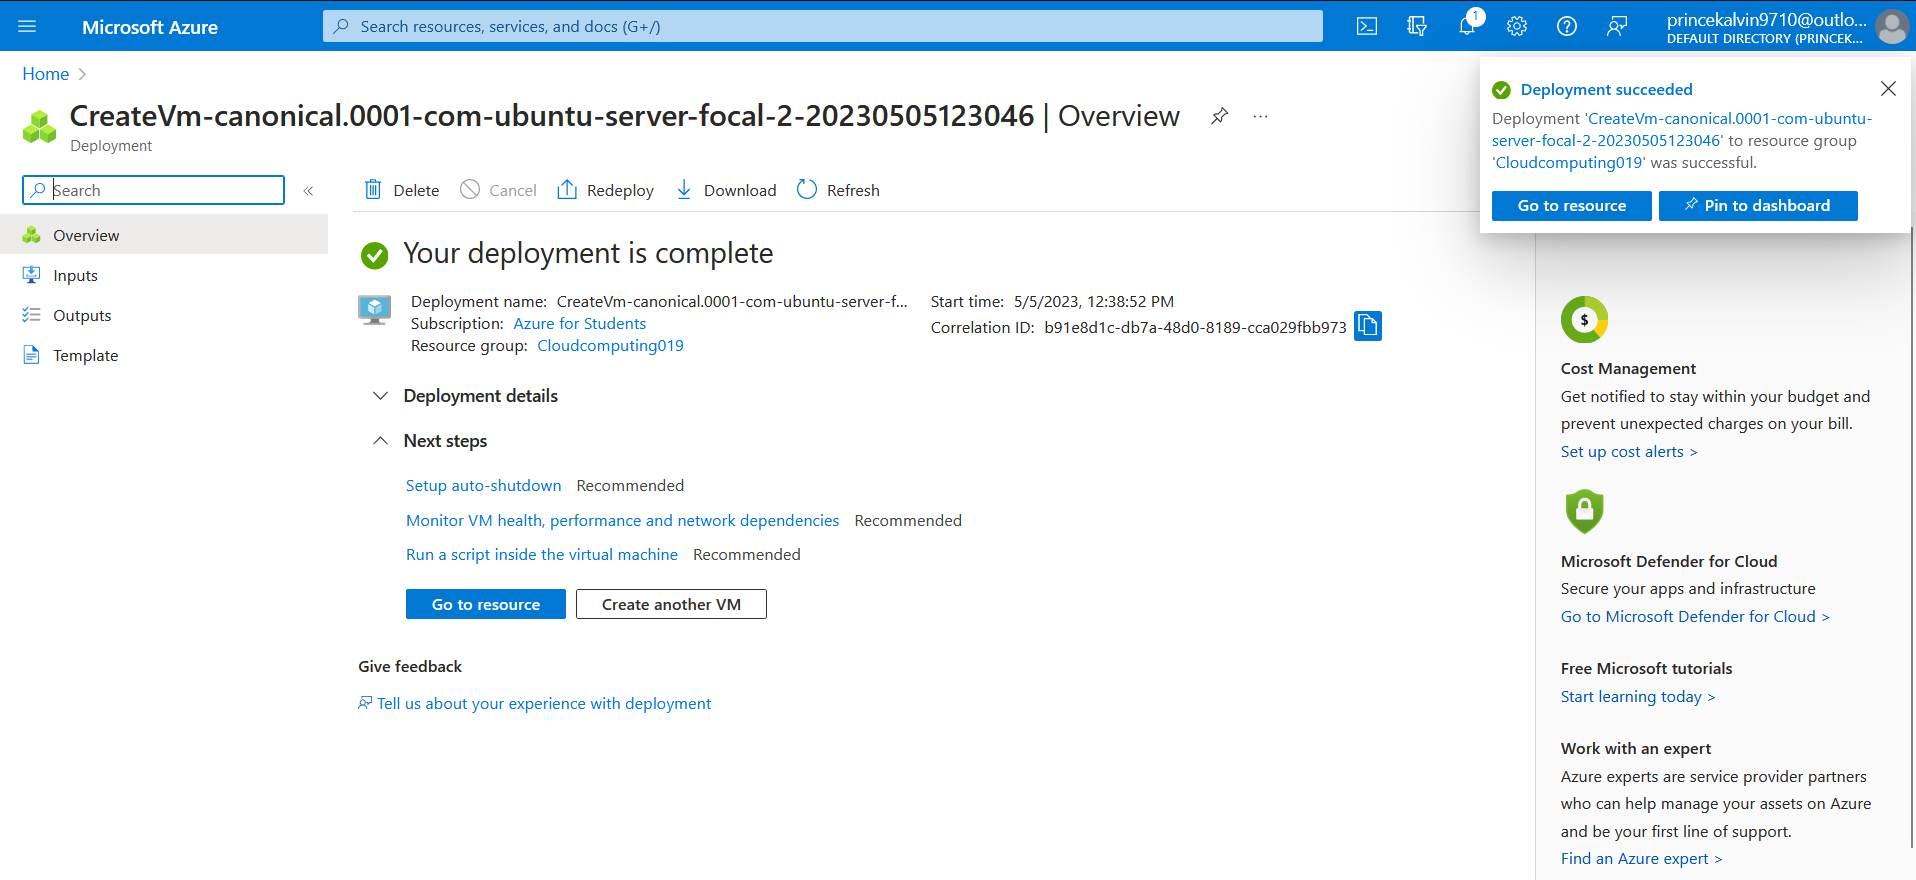 Microsoft Azure
Search resources, services, and docs (G+/)
1
princekalvin9710@outlo...
DEFAULT DIRECTORY (PRINCEK...
Home
CreateVm-canonical.0001-com-ubuntu-server-focal-2-20230505123046 | Overview
...
Deployment
Search
«
Overview
Inputs
Outputs
Template
Delete
Cancel
Redeploy
Download
Refresh
Your deployment is complete
Deployment name: CreateVm-canonical.0001-com-ubuntu-server-f...
Subscription: Azure for Students
Resource group: Cloudcomputing019
Start time: 5/5/2023, 12:38:52 PM
Correlation ID: b91e8d1c-db7a-48d0-8189-cca029fbb973
Deployment details
Next steps
Setup auto-shutdown Recommended
Monitor VM health, performance and network dependencies Recommended
Run a script inside the virtual machine Recommended
Go to resource
Create another VM
Give feedback
Tell us about your experience with deployment
Deployment succeeded
Deployment 'CreateVm-canonical.0001-com-ubuntu-
server-focal-2-20230505123046' to resource group
'Cloudcomputing019' was successful.
Go to resource
Pin to dashboard
$
Cost Management
Get notified to stay within your budget and
prevent unexpected charges on your bill.
Set up cost alerts >
Microsoft Defender for Cloud
Secure your apps and infrastructure
Go to Microsoft Defender for Cloud >
Free Microsoft tutorials
Start learning today >
Work with an expert
Azure experts are service provider partners
who can help manage your assets on Azure
and be your first line of support.
Find an Azure expert >